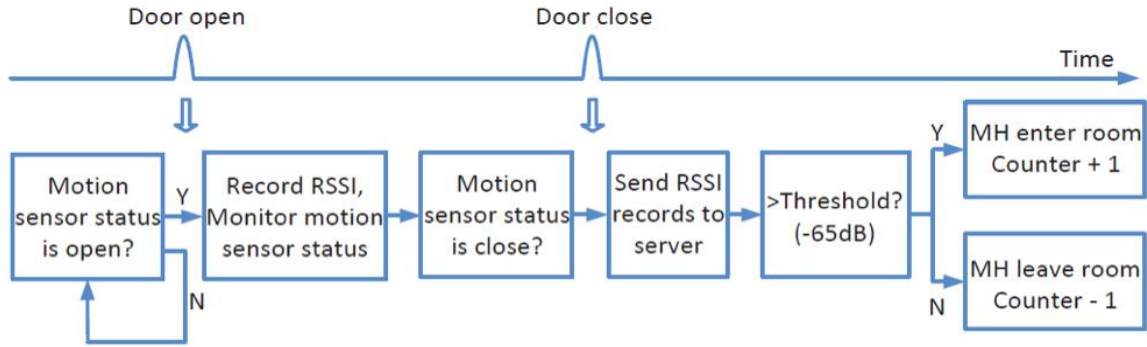 Door open
Door close
Time
Motion
sensor status
is open?
Y
N
Record RSSI,
Monitor motion
sensor status
Motion
sensor status
is close?
Send RSSI
records to
server
>Threshold?
(-65dB)
Y
MH enter room
Counter + 1
N
MH leave room
Counter - 1